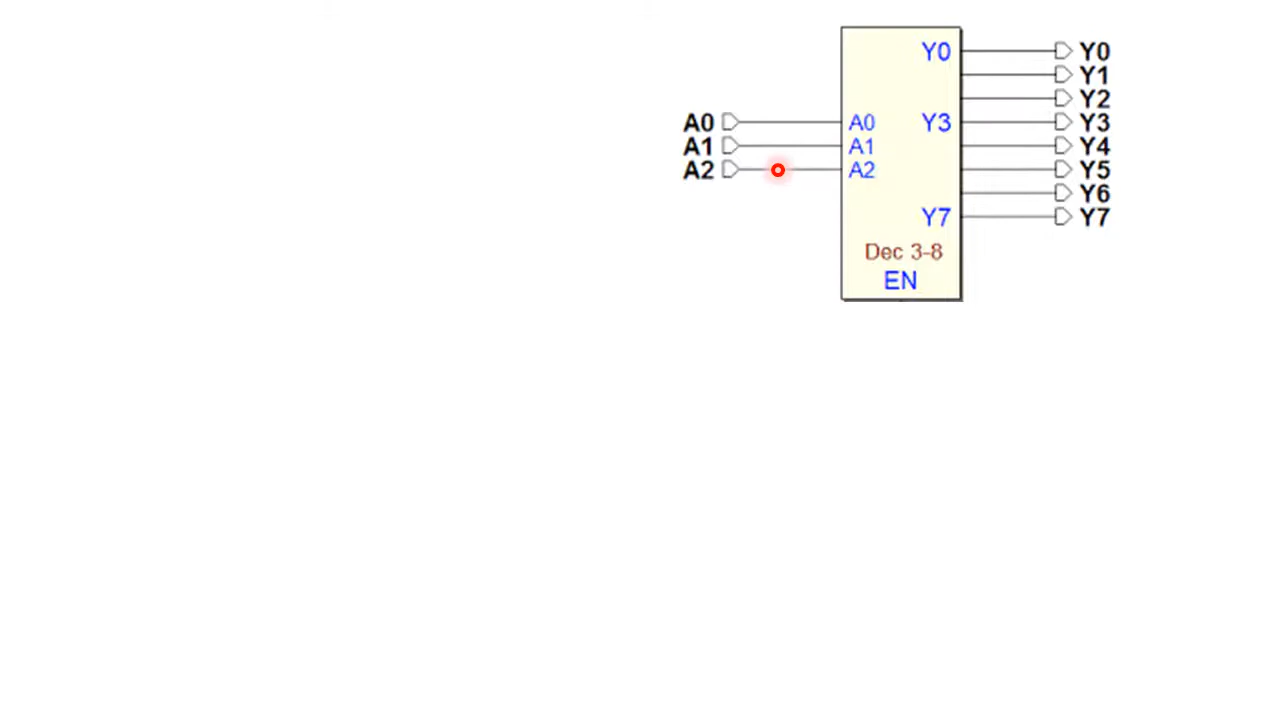 Y0 Y0
Y1
Y2
A0 A0 Y3 Y3
A1 A1 Y4
A2 A2 Y5
Y6
Y7 Y7
Dec 3-8
EN